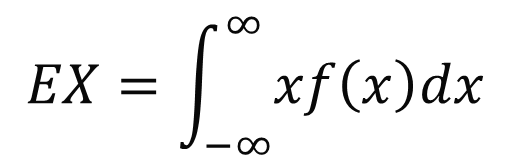 EX = ∫_{-∞}^{∞} xf(x)dx